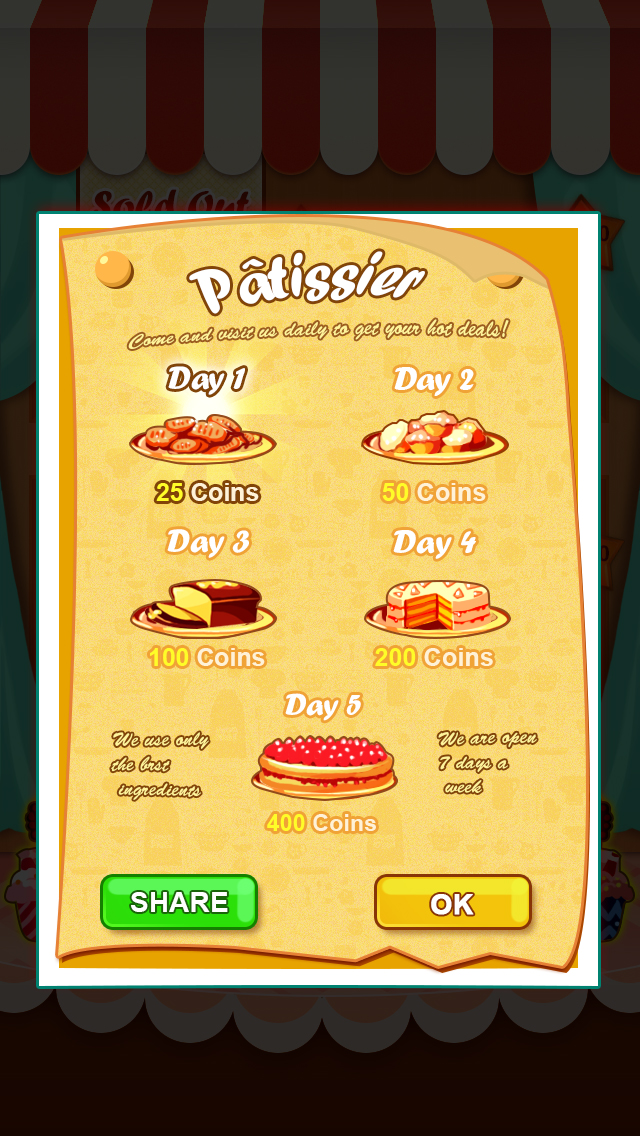 Sold Out
Pâtissier
Come and visit us daily to get your hot deals!
Day 1
Day 2
25 Coins
50 Coins
Day 3
Day 4
100 Coins
200 Coins
Day 5
We use only
the brst
ingredients
We are open
7 days a
week
400 Coins
SHARE
OK